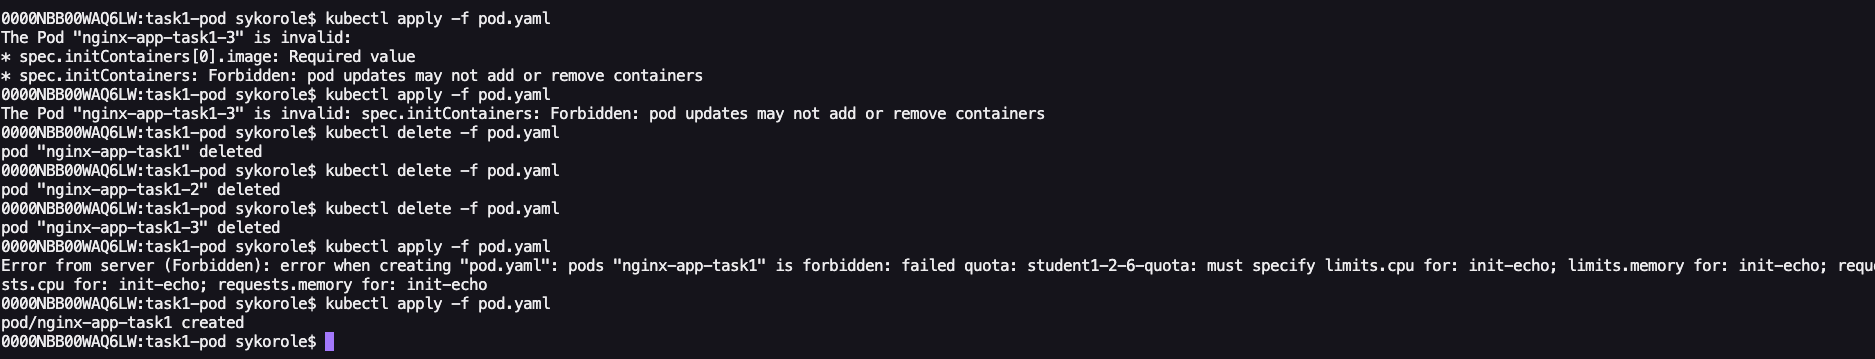 0000NBB00WAQ6LW:task1-pod sykorole$ kubectl apply -f pod.yaml
The Pod "nginx-app-task1-3" is invalid:
* spec.initContainers[0].image: Required value
* spec.initContainers: Forbidden: pod updates may not add or remove containers
0000NBB00WAQ6LW:task1-pod sykorole$ kubectl apply -f pod.yaml
The Pod "nginx-app-task1-3" is invalid: spec.initContainers: Forbidden: pod updates may not add or remove containers
0000NBB00WAQ6LW:task1-pod sykorole$ kubectl delete -f pod.yaml
pod "nginx-app-task1" deleted
0000NBB00WAQ6LW:task1-pod sykorole$ kubectl delete -f pod.yaml
pod "nginx-app-task1-2" deleted
0000NBB00WAQ6LW:task1-pod sykorole$ kubectl delete -f pod.yaml
pod "nginx-app-task1-3" deleted
0000NBB00WAQ6LW:task1-pod sykorole$ kubectl apply -f pod.yaml
Error from server (Forbidden): error when creating "pod.yaml": pods "nginx-app-task1" is forbidden: failed quota: student1-2-6-quota: must specify limits.cpu for: init-echo; limits.memory for: init-echo; reque
sts.cpu for: init-echo; requests.memory for: init-echo
0000NBB00WAQ6LW:task1-pod sykorole$ kubectl apply -f pod.yaml
pod/nginx-app-task1 created
0000NBB00WAQ6LW:task1-pod sykorole$